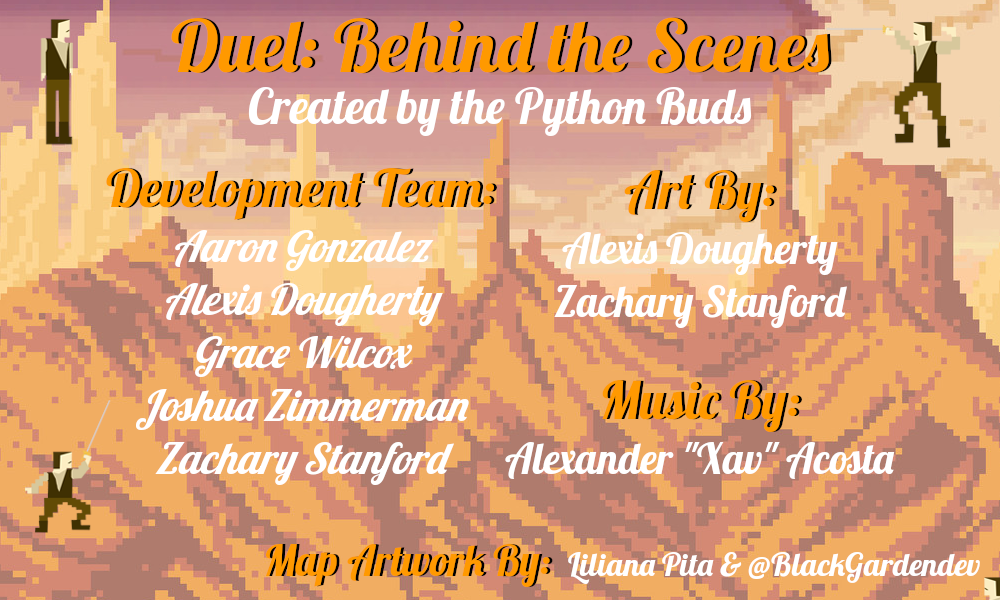 Duel: Behind the Scenes
Created by the Python Buds
Development Team:
Aaron Gonzalez
Alexis Dougherty
Grace Wilcox
Joshua Zimmerman
Zachary Stanford
Art By:
Alexis Dougherty
Zachary Stanford
Music By:
Alexander "Xav" Acosta
Map Artwork By: Liliana Pita & @BlackGardendev